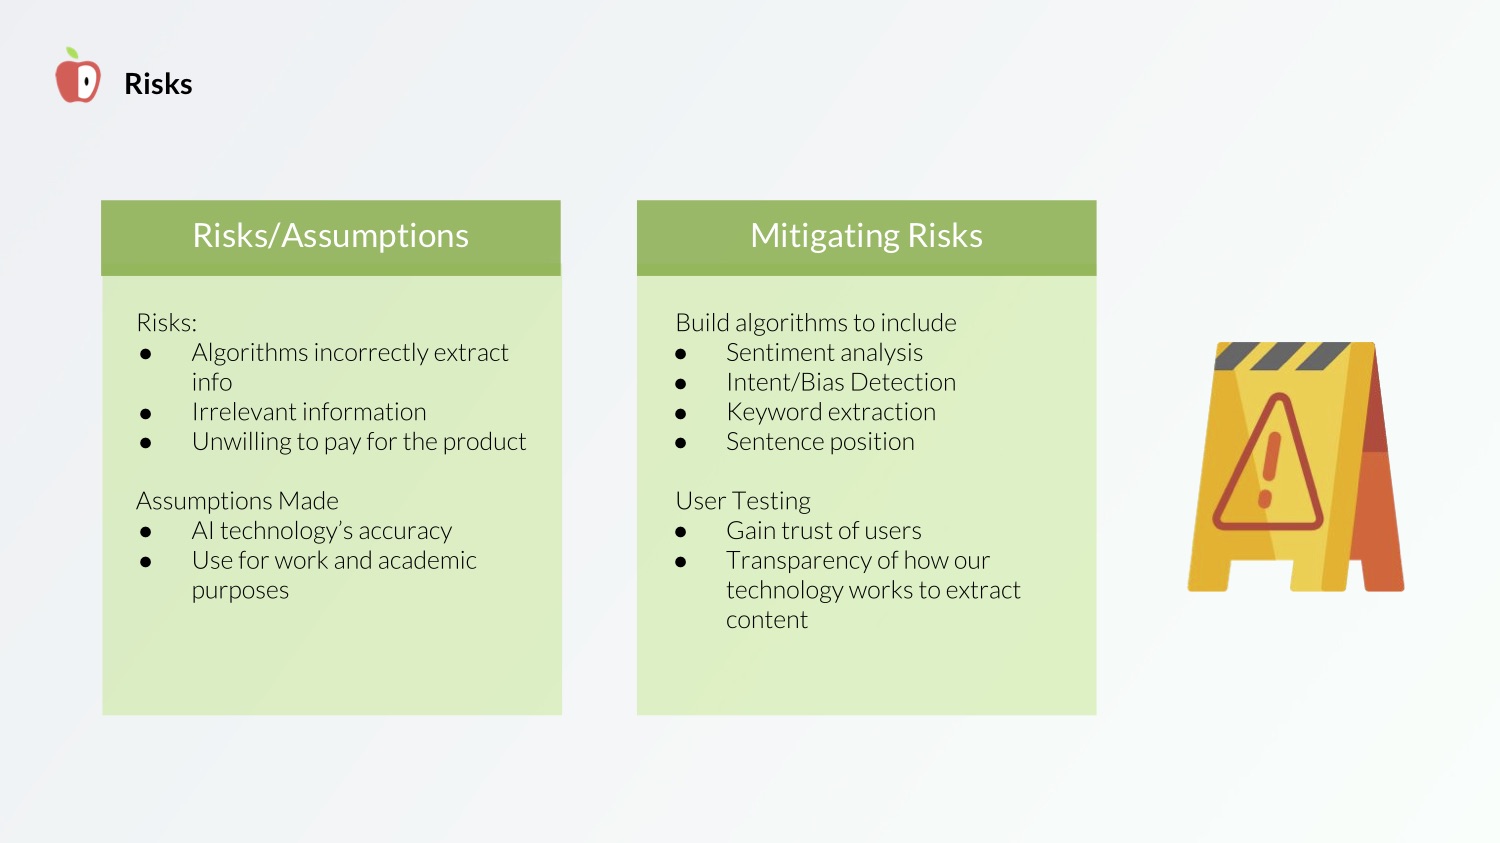 Risks
Risks/Assumptions
Risks:
● Algorithms incorrectly extract
info
● Irrelevant information
● Unwilling to pay for the product
Assumptions Made
● AI technology’s accuracy
● Use for work and academic
purposes
Mitigating Risks
Build algorithms to include
● Sentiment analysis
● Intent/Bias Detection
● Keyword extraction
● Sentence position
User Testing
● Gain trust of users
● Transparency of how our
technology works to extract
content